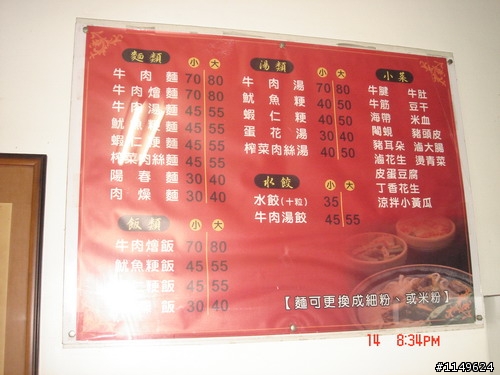 麵類 小 大
牛肉麵 70 80
牛肉燴麵 70 80
牛肉湯麵 45 55
魷魚麵 45 55
蝦仁粳麵 45 55
榨菜肉絲麵 45 55
陽春麵 30 40
肉燥麵 30 40
飯類 小 大
牛肉燴飯 70 80
魷魚粳飯 45 55
粳飯 45 55
飯 30 40
湯類 小 大
牛肉湯 70 80
魷魚粳 40 50
蝦仁粳 40 50
蛋花湯 30 40
榨菜肉絲湯 40 50
水餃 小 大
水餃(十粒) 35
牛肉湯餃 45 55
小菜
牛腱 牛肚
牛筋 豆干
海帶 米血
豬頭皮
豬耳朵 滷大腸
滷花生 燙青菜
皮蛋豆腐
丁香花生
涼拌小黃瓜
【麵可更換成細粉、或米粉】
14 8:34PM
#1149624